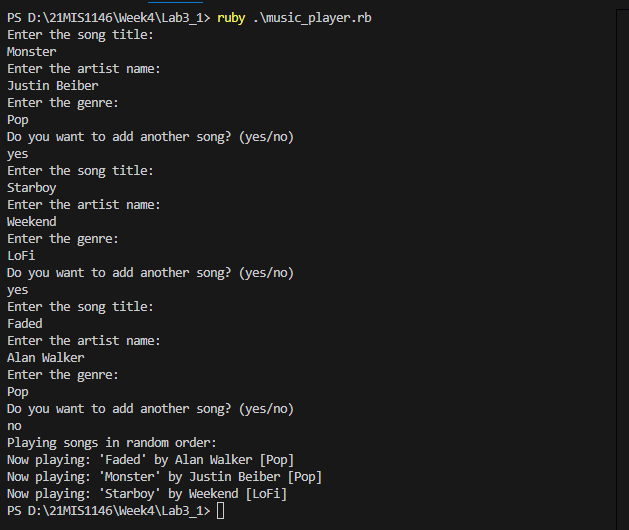 PS D:\21MIS1146\Week4\Lab3_1> ruby .\music_player.rb
Enter the song title:
Monster
Enter the artist name:
Justin Beiber
Enter the genre:
Pop
Do you want to add another song? (yes/no)
yes
Enter the song title:
Starboy
Enter the artist name:
Weekend
Enter the genre:
LoFi
Do you want to add another song? (yes/no)
yes
Enter the song title:
Faded
Enter the artist name:
Alan Walker
Enter the genre:
Pop
Do you want to add another song? (yes/no)
no
Playing songs in random order:
Now playing: 'Faded' by Alan Walker [Pop]
Now playing: 'Monster' by Justin Beiber [Pop]
Now playing: 'Starboy' by Weekend [LoFi]
PS D:\21MIS1146\Week4\Lab3_1>